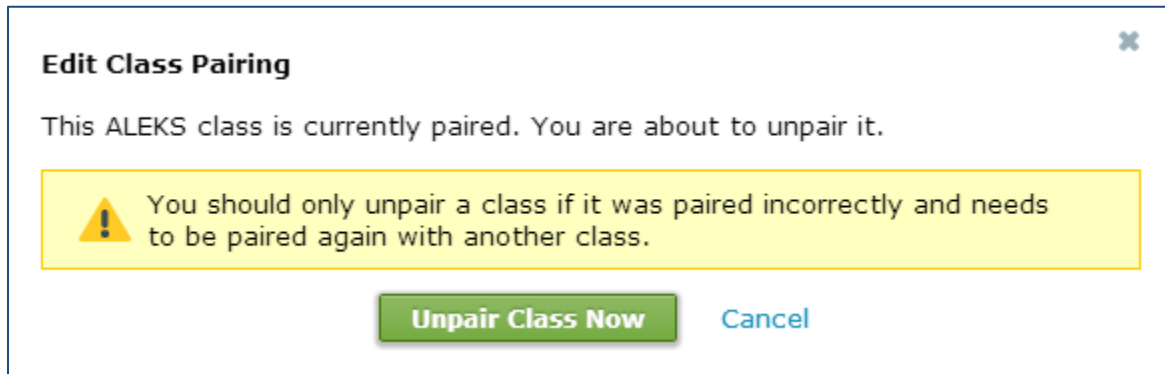 Edit Class Pairing
This ALEKS class is currently paired. You are about to unpair it.
You should only unpair a class if it was paired incorrectly and needs
to be paired again with another class.
Unpair Class Now Cancel